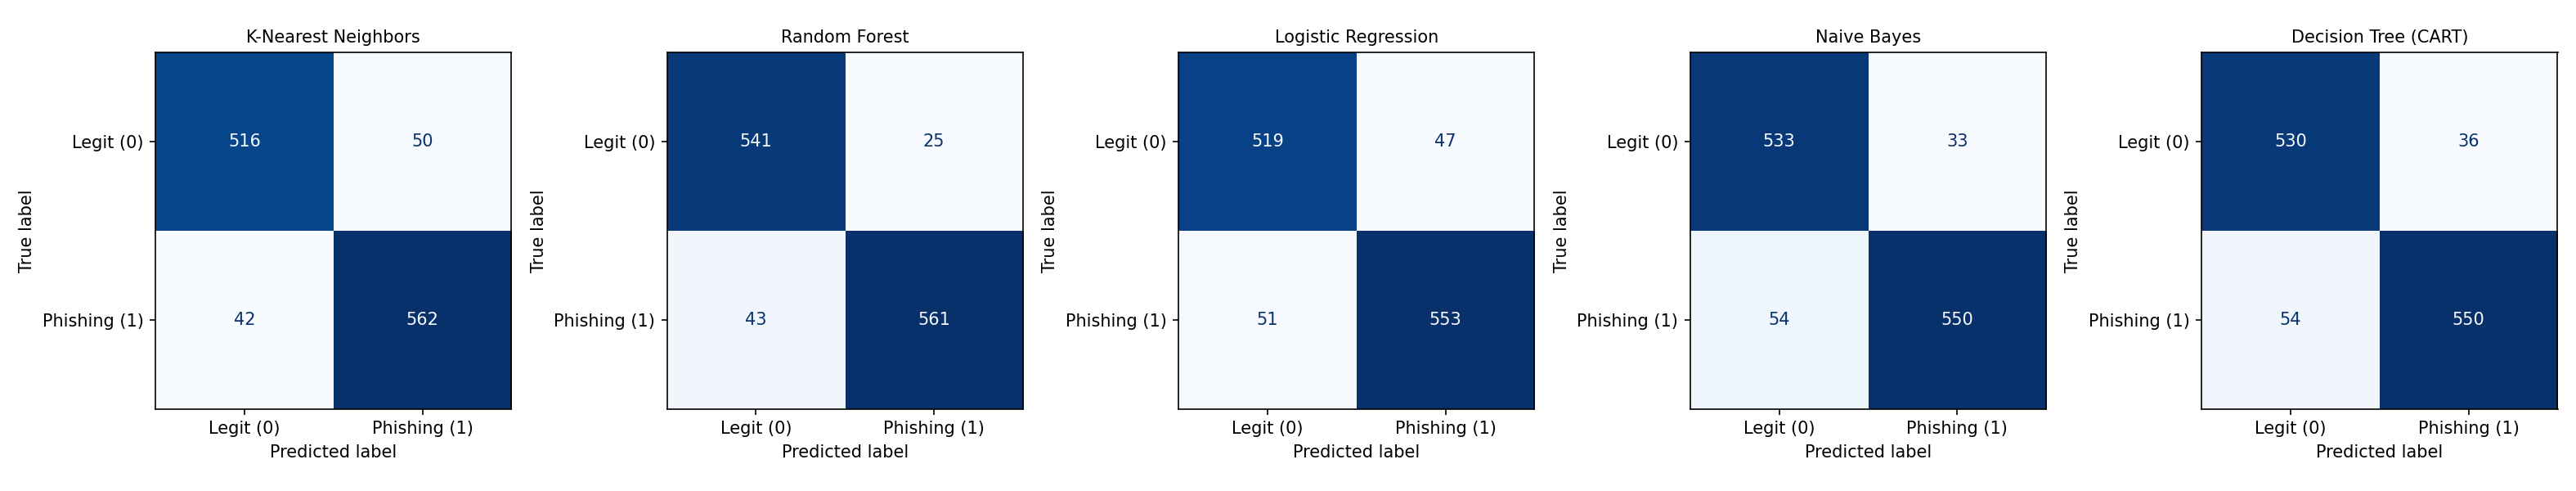 K-Nearest Neighbors
True label
Legit (0)
516
50
Phishing (1)
42
562
Legit (0)
Phishing (1)
Predicted label
Random Forest
True label
Legit (0)
541
25
Phishing (1)
43
561
Legit (0)
Phishing (1)
Predicted label
Logistic Regression
True label
Legit (0)
519
47
Phishing (1)
51
553
Legit (0)
Phishing (1)
Predicted label
Naive Bayes
True label
Legit (0)
533
33
Phishing (1)
54
550
Legit (0)
Phishing (1)
Predicted label
Decision Tree (CART)
True label
Legit (0)
530
36
Phishing (1)
54
550
Legit (0)
Phishing (1)
Predicted label